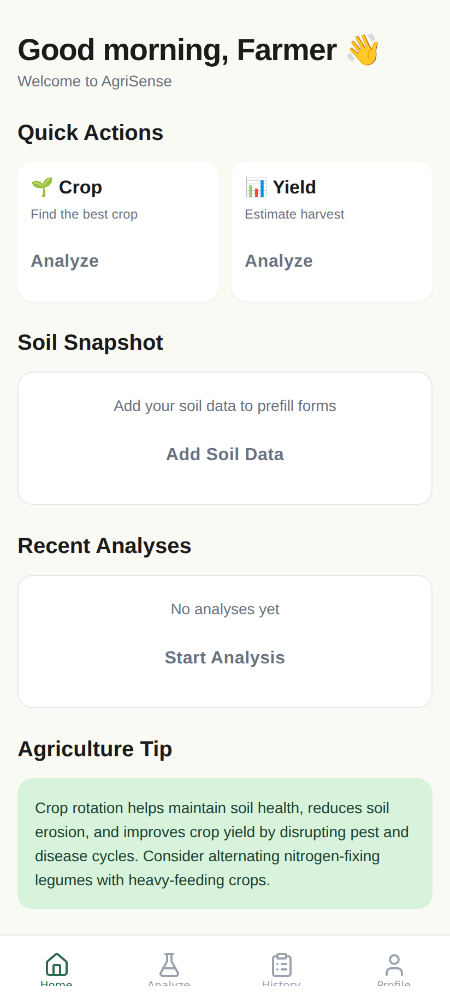 Good morning, Farmer 👋
Welcome to AgriSense
Quick Actions
🌱 Crop
Find the best crop
Analyze
📊 Yield
Estimate harvest
Analyze
Soil Snapshot
Add your soil data to prefill forms
Add Soil Data
Recent Analyses
No analyses yet
Start Analysis
Agriculture Tip
Crop rotation helps maintain soil health, reduces soil
erosion, and improves crop yield by disrupting pest and
disease cycles. Consider alternating nitrogen-fixing
legumes with heavy-feeding crops.
Home
Analyze
History
Profile